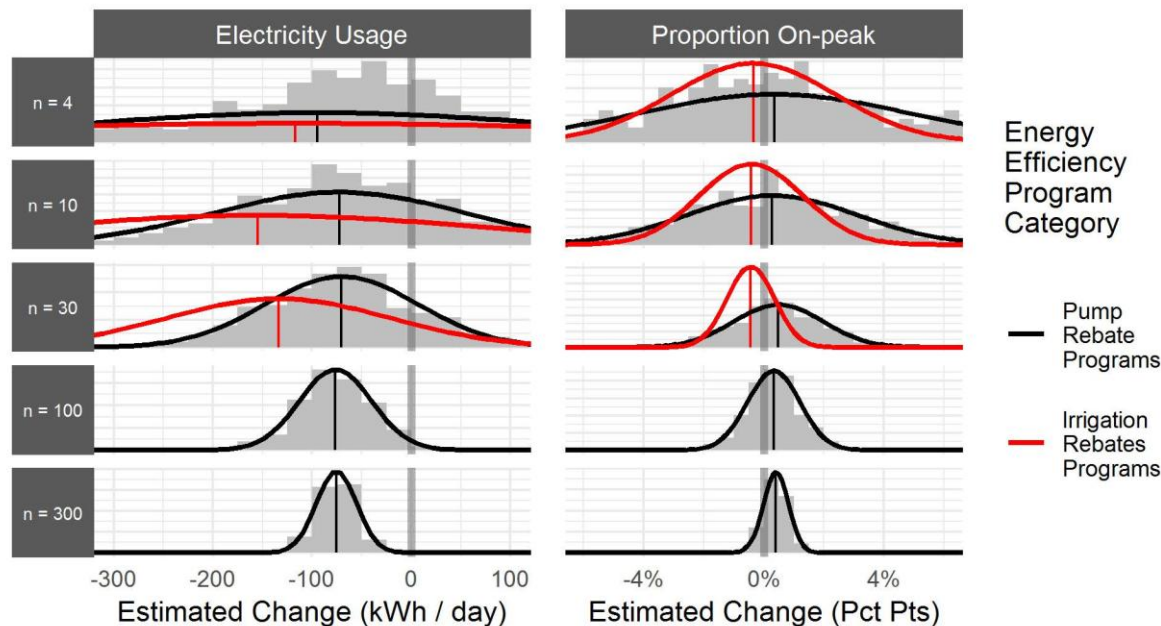 Electricity Usage
Proportion On-peak
n = 4
n = 10
n = 30
n = 100
n = 300
-300 -200 -100 0 100
-4% 0% 4%
Estimated Change (kWh / day)
Estimated Change (Pct Pts)
Energy
Efficiency
Program
Category
Pump
Rebate
Programs
Irrigation
Rebates
Programs